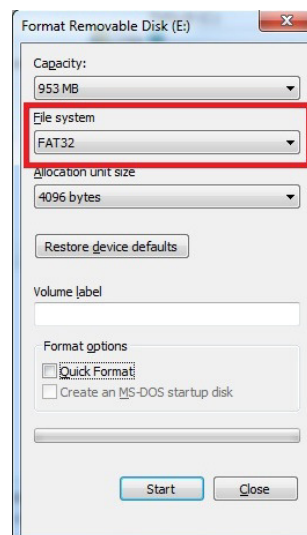 Format Removable Disk (E:)
Capacity:
953 MB
File system
FAT32
Allocation unit size
4096 bytes
Restore device defaults
Volume label
Format options
Quick Format
Create an MS-DOS startup disk
Start Close